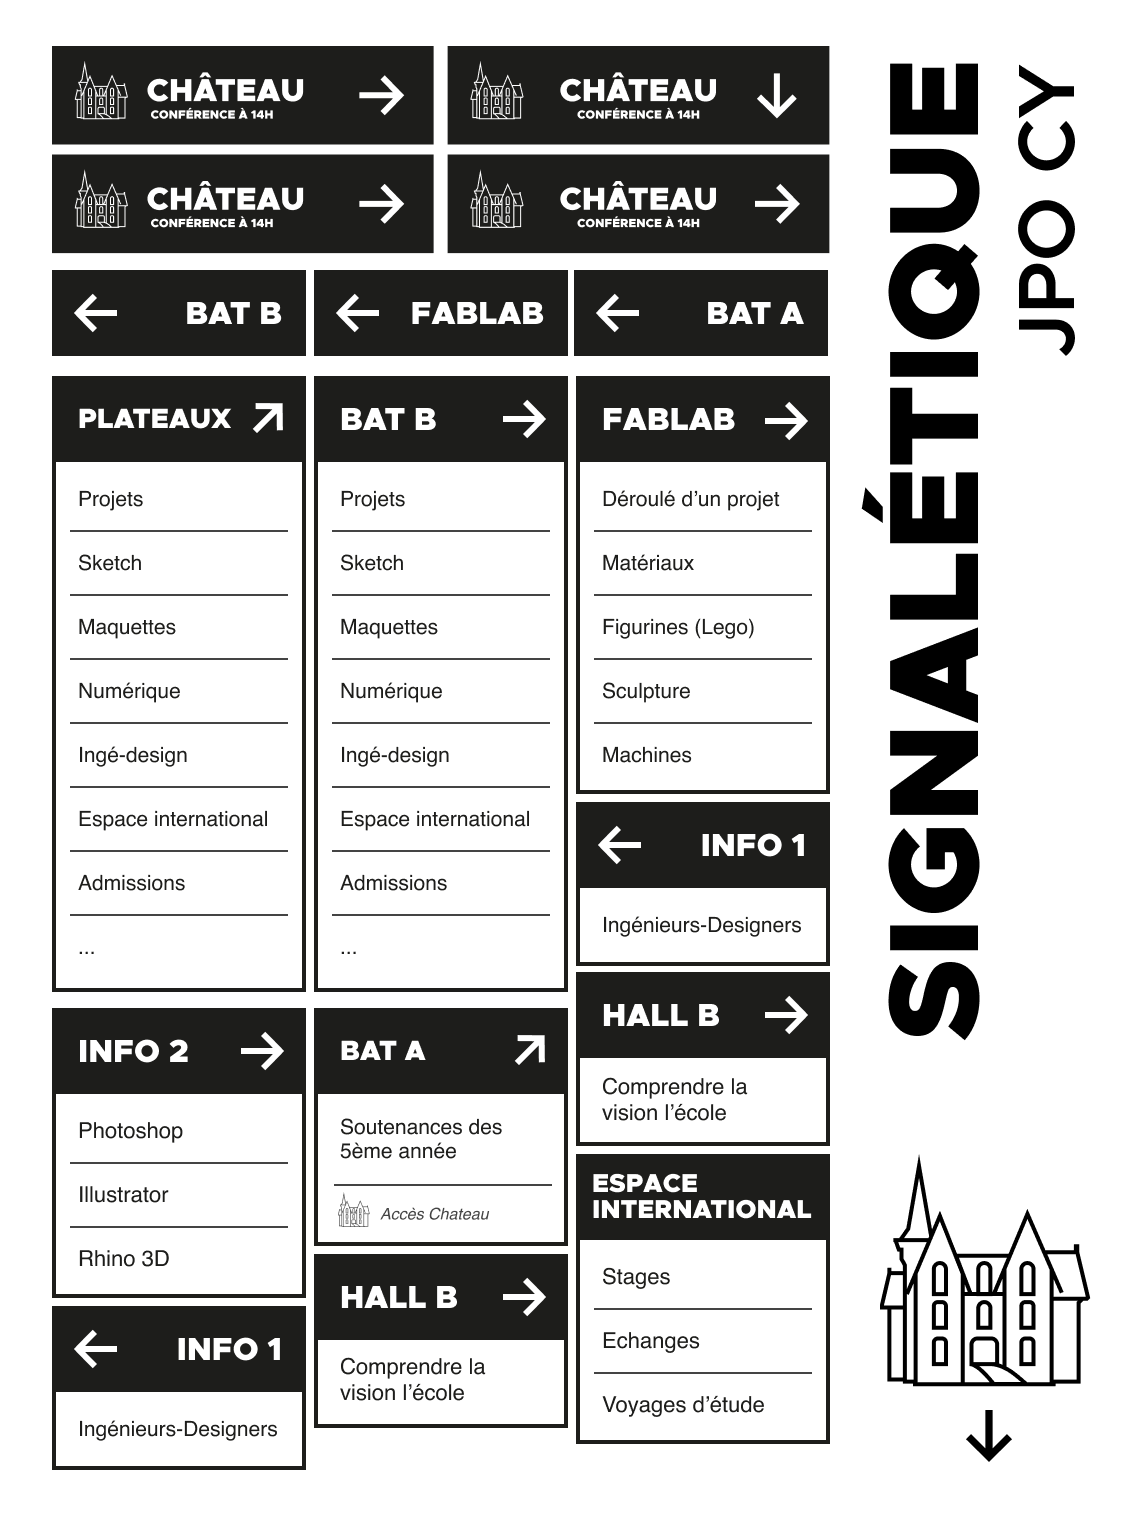 CHÂTEAU
CONFÉRENCE À 14H
CHÂTEAU
CONFÉRENCE À 14H
CHÂTEAU
CONFÉRENCE À 14H
CHÂTEAU
CONFÉRENCE À 14H
BAT B
FABLAB
BAT A
PLATEAUX
Projets
Sketch
Maquettes
Numérique
Ingé-design
Espace international
Admissions
...
BAT B
Projets
Sketch
Maquettes
Numérique
Ingé-design
Espace international
Admissions
...
FABLAB
Déroulé d’un projet
Matériaux
Figurines (Lego)
Sculpture
Machines
INFO 1
Ingénieurs-Designers
HALL B
Comprendre la
vision l’école
ESPACE
INTERNATIONAL
Stages
Echanges
Voyages d’étude
INFO 2
Photoshop
Illustrator
Rhino 3D
INFO 1
Ingénieurs-Designers
BAT A
Soutenances des
5ème année
Accès Chateau
HALL B
Comprendre la
vision l’école
SIGNALÉTIQUE
JPO CY